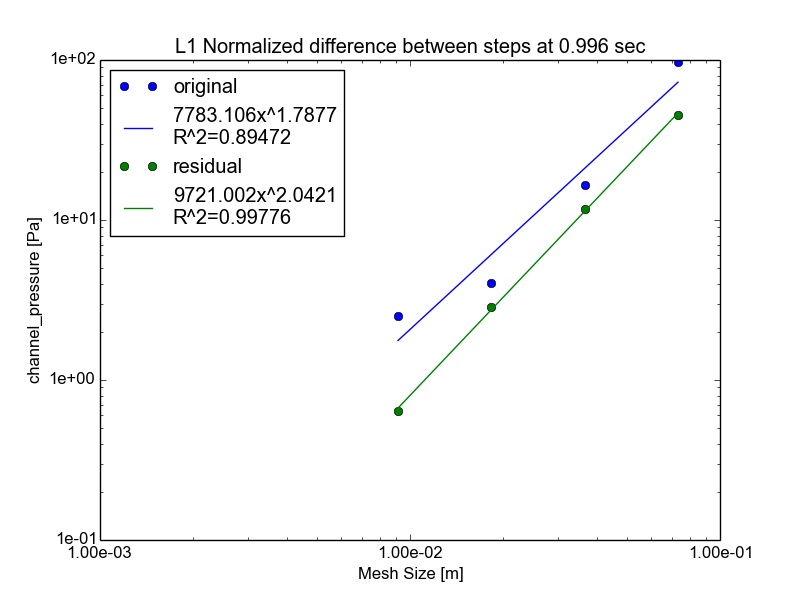 L1 Normalized difference between steps at 0.996 sec
1e+02
original
7783.106x^1.7877
R^2=0.89472
residual
9721.002x^2.0421
R^2=0.99776
1e+01
channel_pressure [Pa]
1e+00
1e-01
1.00e-03
1.00e-02
1.00e-01
Mesh Size [m]